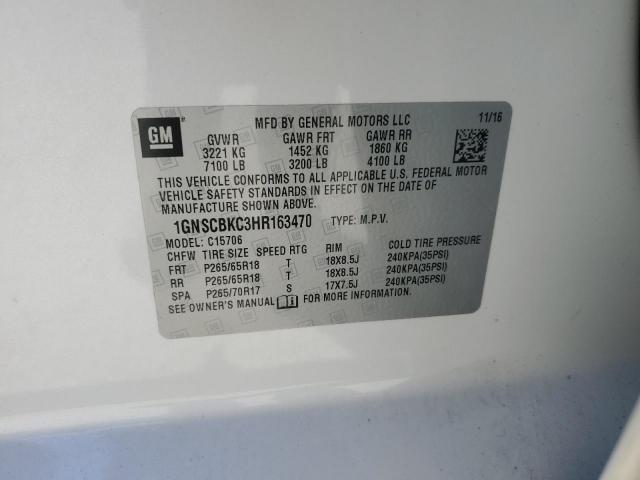 GM
MFD BY GENERAL MOTORS LLC 11/16
GVWR GAWR FRT GAWR RR
3221 KG 1452 KG 1860 KG
7100 LB 3200 LB 4100 LB
THIS VEHICLE CONFORMS TO ALL APPLICABLE U.S. FEDERAL MOTOR
VEHICLE SAFETY STANDARDS IN EFFECT ON THE DATE OF
MANUFACTURE SHOWN ABOVE.
1GNSCBKC3HR163470 TYPE: M.P.V.
MODEL: C15706
CHFW TIRE SIZE SPEED RTG RIM COLD TIRE PRESSURE
FRT P265/65R18 T 18X8.5J 240KPA(35PSI)
RR P265/65R18 T 18X8.5J 240KPA(35PSI)
SPA P265/70R17 S 17X7.5J 240KPA(35PSI)
SEE OWNER'S MANUAL FOR MORE INFORMATION.